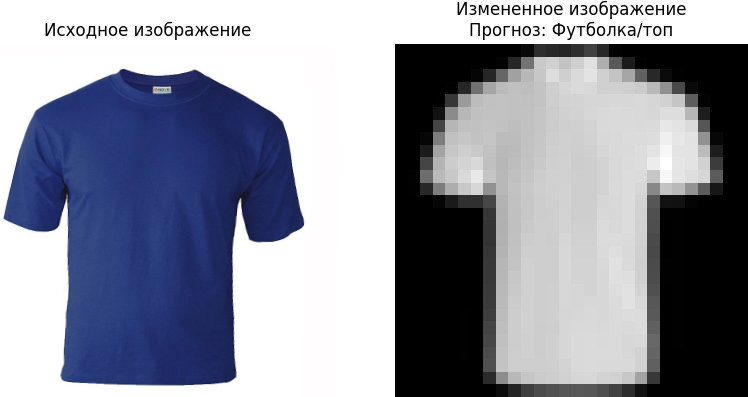 Исходное изображение
Измененное изображение
Прогноз: Футболка/топ